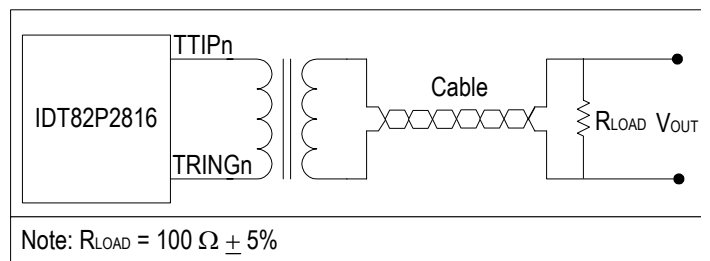 TTIPn
Cable
IDT82P2816
RLOAD VOUT
TRINGn
Note: RLOAD = 100 Ω ± 5%